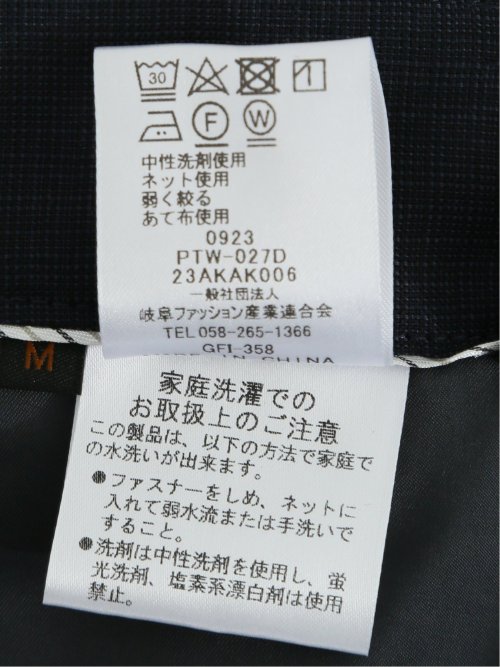 30
F W
中性洗剤使用
ネット使用
弱く絞る
あて布使用
0923
PTW-027D
23AKAK006
一般社団法人
岐阜ファッション産業連合会
TEL 058-265-1366
GFI-358
MADE IN CHINA
M
家庭洗濯での
お取扱上のご注意
この製品は、以下の方法で家庭で
の水洗いが出来ます。
●ファスナーをしめ、ネットに
入れて弱水流または手洗いで
すること。
●洗剤は中性洗剤を使用し、蛍
光洗剤、塩素系漂白剤は使用
禁止。